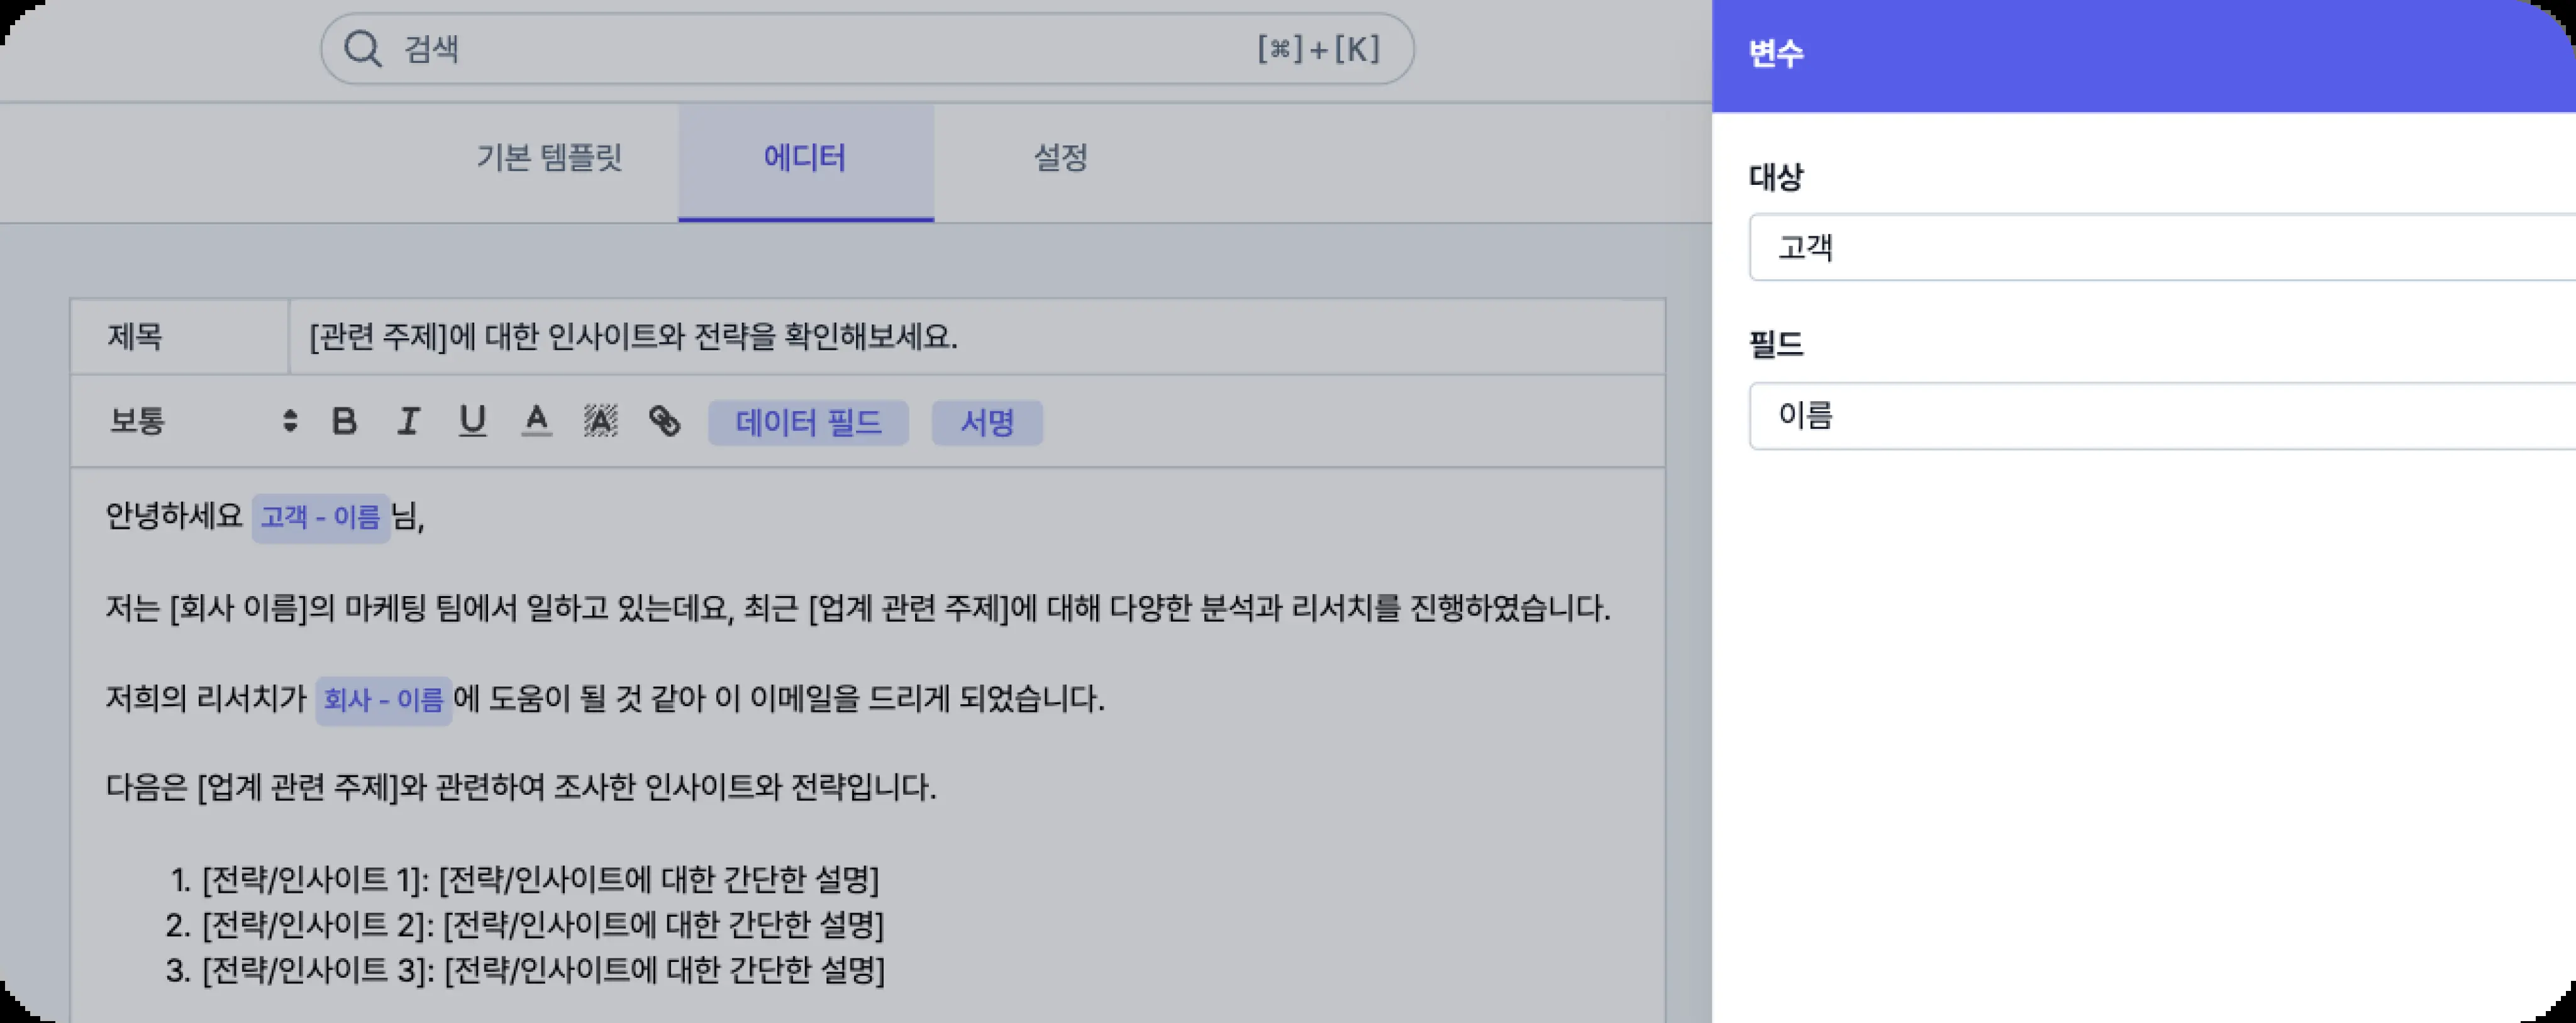 검색 [⌘]+[K]
기본 템플릿 에디터 설정
제목 [관련 주제]에 대한 인사이트와 전략을 확인해보세요.
보통 B I U A A 데이터 필드 서명
안녕하세요 고객 - 이름 님,
저는 [회사 이름]의 마케팅 팀에서 일하고 있는데요, 최근 [업계 관련 주제]에 대해 다양한 분석과 리서치를 진행하였습니다.
저희의 리서치가 회사 - 이름 에 도움이 될 것 같아 이 이메일을 드리게 되었습니다.
다음은 [업계 관련 주제]와 관련하여 조사한 인사이트와 전략입니다.
1. [전략/인사이트 1]: [전략/인사이트에 대한 간단한 설명]
2. [전략/인사이트 2]: [전략/인사이트에 대한 간단한 설명]
3. [전략/인사이트 3]: [전략/인사이트에 대한 간단한 설명]
변수
대상
고객
필드
이름